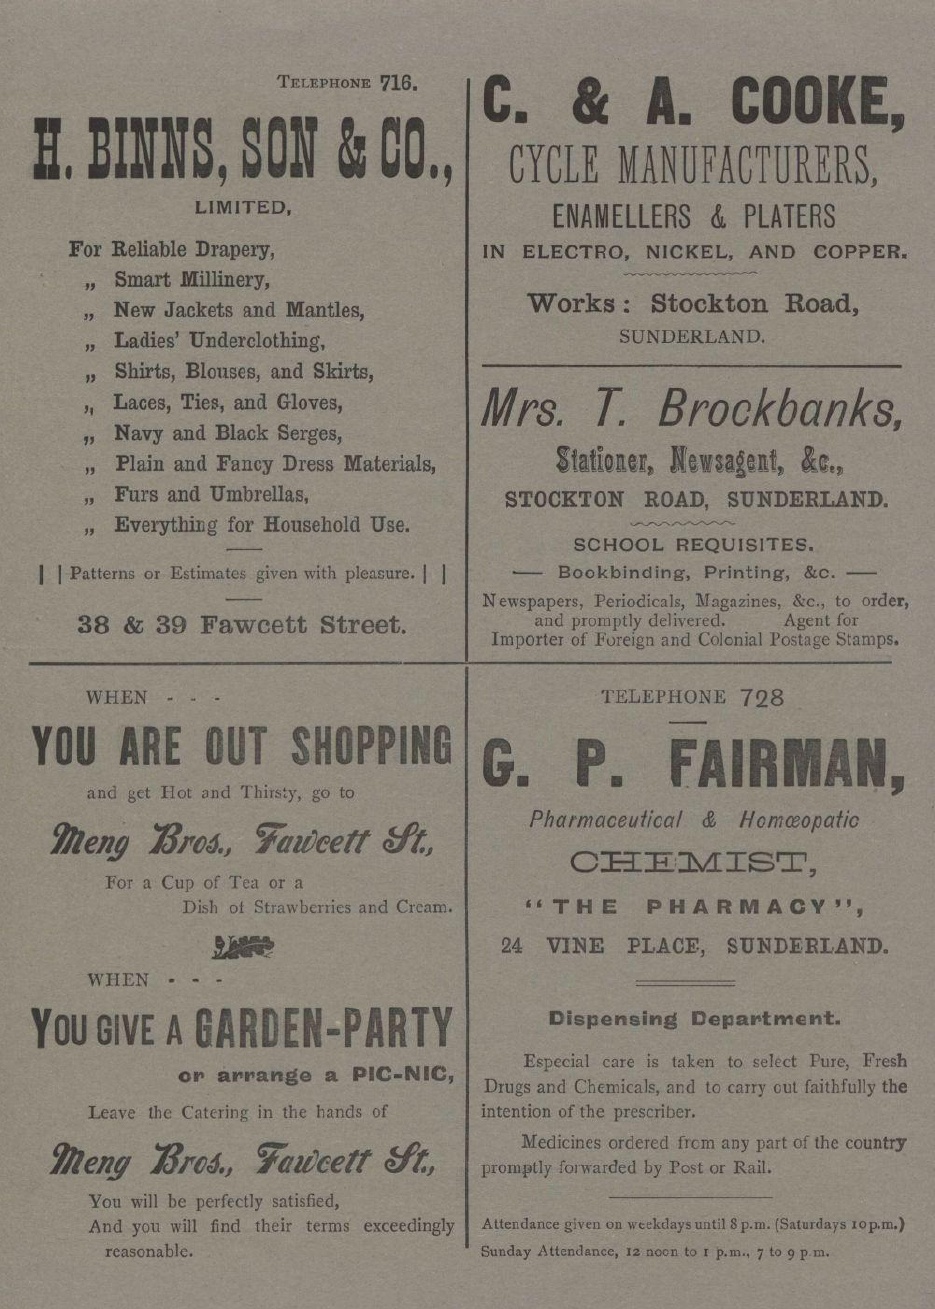 TELEPHONE 716.
H. BINNS, SON & CO.,
LIMITED,
For Reliable Drapery,
„ Smart Millinery,
„ New Jackets and Mantles,
„ Ladies' Underclothing,
„ Shirts, Blouses, and Skirts,
„ Laces, Ties, and Gloves,
„ Navy and Black Serges,
„ Plain and Fancy Dress Materials,
„ Furs and Umbrellas,
„ Everything for Household Use.
| | Patterns or Estimates given with pleasure. | |
38 & 39 Fawcett Street.
C. & A. COOKE,
CYCLE MANUFACTURERS,
ENAMELLERS & PLATERS
IN ELECTRO, NICKEL, AND COPPER.
Works: Stockton Road,
SUNDERLAND.
Mrs. T. Brockbanks,
Stationer, Newsagent, &c.,
STOCKTON ROAD, SUNDERLAND.
SCHOOL REQUISITES.
— Bookbinding, Printing, &c. —
Newspapers, Periodicals, Magazines, &c., to order,
and promptly delivered. Agent for
Importer of Foreign and Colonial Postage Stamps.
WHEN - - -
YOU ARE OUT SHOPPING
and get Hot and Thirsty, go to
Meng Bros., Fawcett St.,
For a Cup of Tea or a
Dish of Strawberries and Cream.
WHEN - - -
YOU GIVE A GARDEN-PARTY
or arrange a PIC-NIC,
Leave the Catering in the hands of
Meng Bros., Fawcett St.,
You will be perfectly satisfied,
And you will find their terms exceedingly
reasonable.
TELEPHONE 728
G. P. FAIRMAN,
Pharmaceutical & Homœopatic
CHEMIST,
"THE PHARMACY",
24 VINE PLACE, SUNDERLAND.
Dispensing Department.
Especial care is taken to select Pure, Fresh
Drugs and Chemicals, and to carry out faithfully the
intention of the prescriber.
Medicines ordered from any part of the country
promptly forwarded by Post or Rail.
Attendance given on weekdays until 8 p.m. (Saturdays 10 p.m.)
Sunday Attendance, 12 noon to 1 p.m., 7 to 9 p.m.